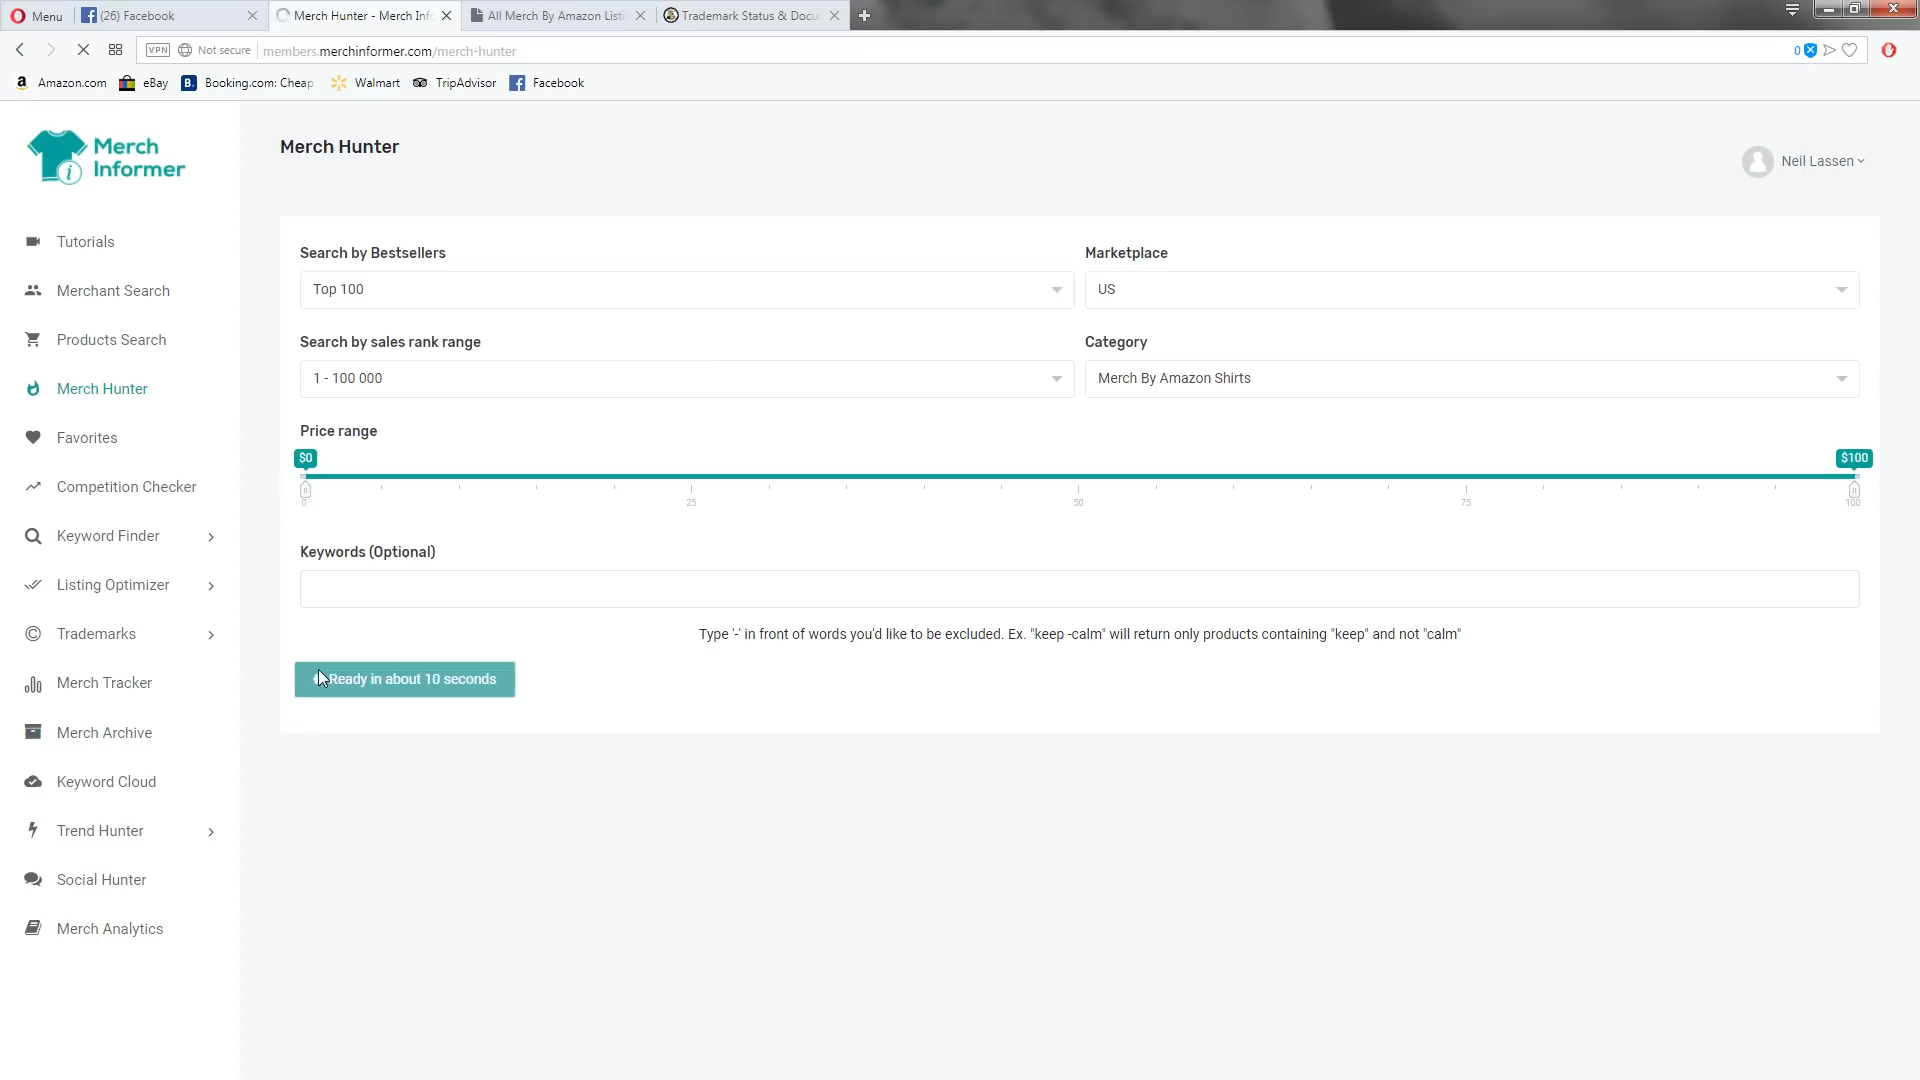 Menu
(26) Facebook
Merch Hunter - Merch Info
All Merch By Amazon Listi
Trademark Status & Docu
VPN
Not secure
members.merchinformer.com/merch-hunter
0
Amazon.com
eBay
Booking.com: Cheap
Walmart
TripAdvisor
Facebook
Merch
Informer
Merch Hunter
Neil Lassen
Tutorials
Merchant Search
Products Search
Merch Hunter
Favorites
Competition Checker
Keyword Finder
Listing Optimizer
Trademarks
Merch Tracker
Merch Archive
Keyword Cloud
Trend Hunter
Social Hunter
Merch Analytics
Search by Bestsellers
Marketplace
Top 100
US
Search by sales rank range
Category
1 - 100 000
Merch By Amazon Shirts
Price range
$0
$100
0
25
50
75
100
Keywords (Optional)
Type '-' in front of words you'd like to be excluded. Ex. "keep -calm" will return only products containing "keep" and not "calm"
Ready in about 10 seconds